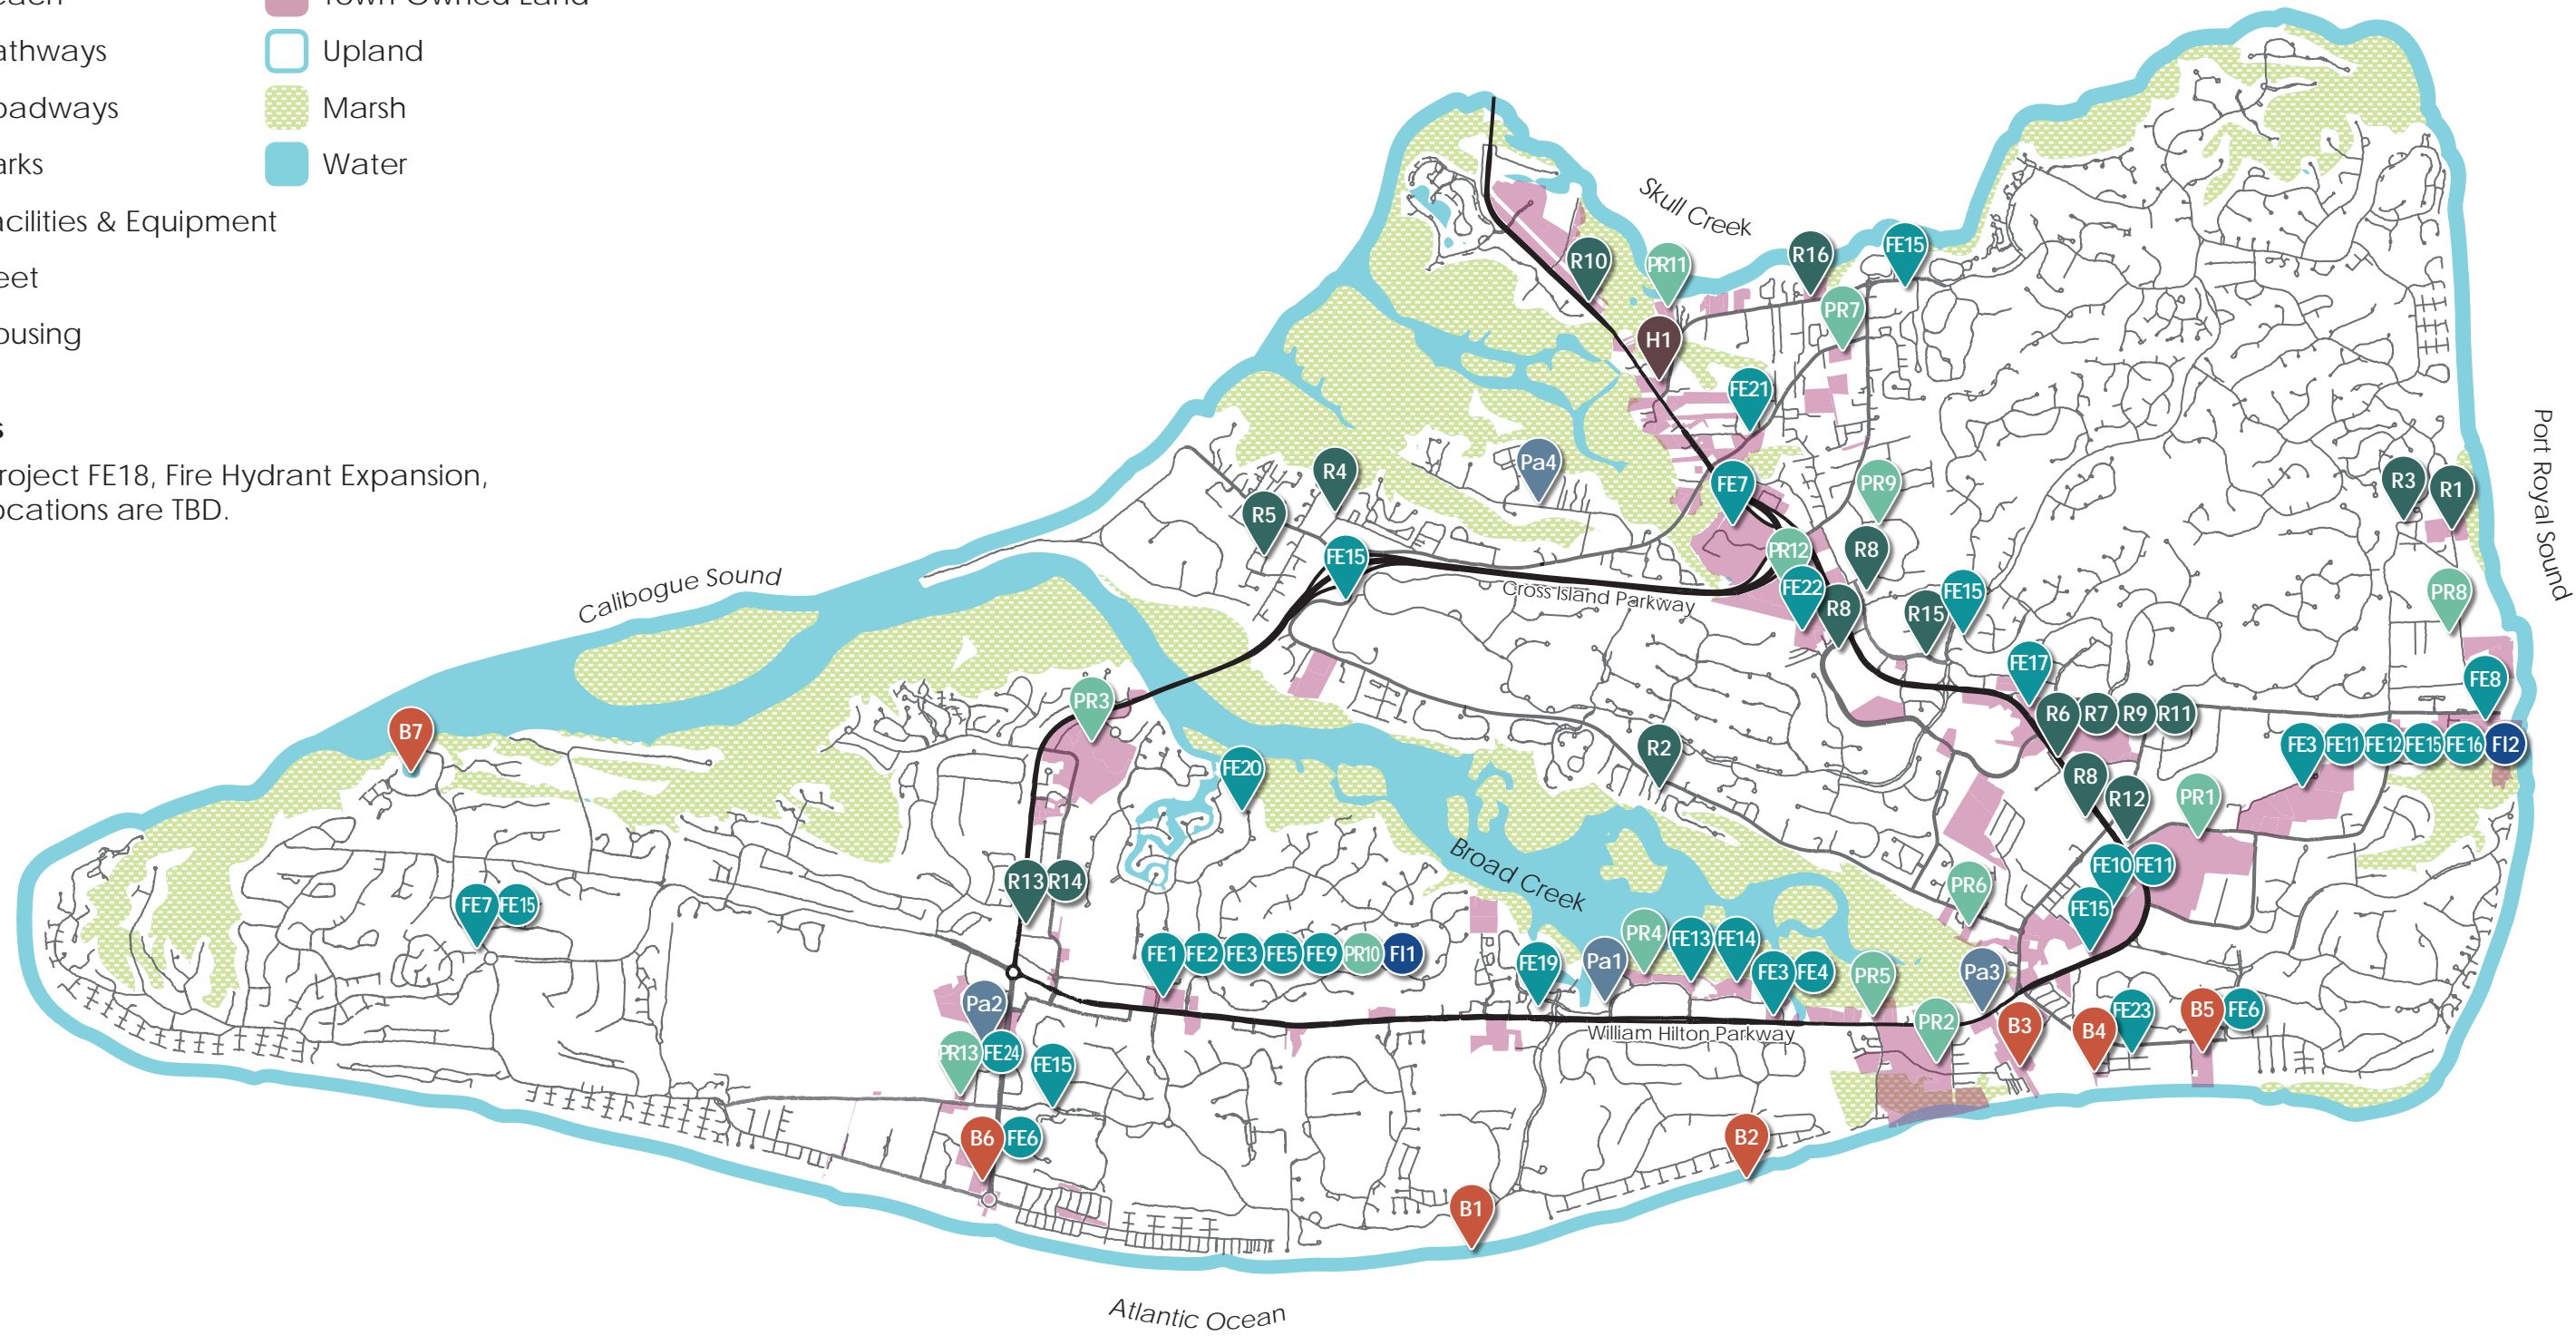 Town Owned Land
athways
Upland
oadways
Marsh
arks
Water
acilities & Equipment
eet
ousing
s
roject FE18, Fire Hydrant Expansion,
ocations are TBD.
Skull Creek
Port Royal Sound
Calibogue Sound
Cross Island Parkway
Broad Creek
William Hilton Parkway
Atlantic Ocean
R10
PR11
R16
FE15
PR7
H1
FE21
Pa4
R4
R5
FE7
PR9
R3
R1
FE15
PR12
R8
FE22
R8
R15
FE15
PR8
FE17
FE8
B7
PR3
R2
R6 R7 R9 R11
FE3 FE11 FE12 FE15 FE16 FI2
FE20
R8
R12
PR1
FE10 FE11
R13 R14
PR6
FE7 FE15
FE15
FE1 FE2 FE3 FE5 FE9 PR10 FI1
FE19
Pa1
PR4
FE13
FE14
FE3 FE4
PR5
Pa3
Pa2
PR2
B3
B4
FE23
B5 FE6
PR13 FE24
FE15
B6 FE6
B2
B1